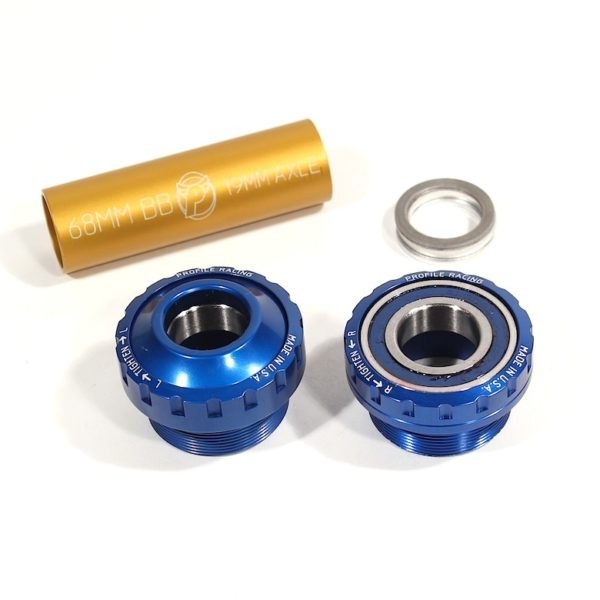 68MM BB P 19MM AXLE
PROFILE RACING
L → TIGHTEN ← L
MADE IN U.S.A.
PROFILE RACING
R → TIGHTEN ← R
MADE IN U.S.A.